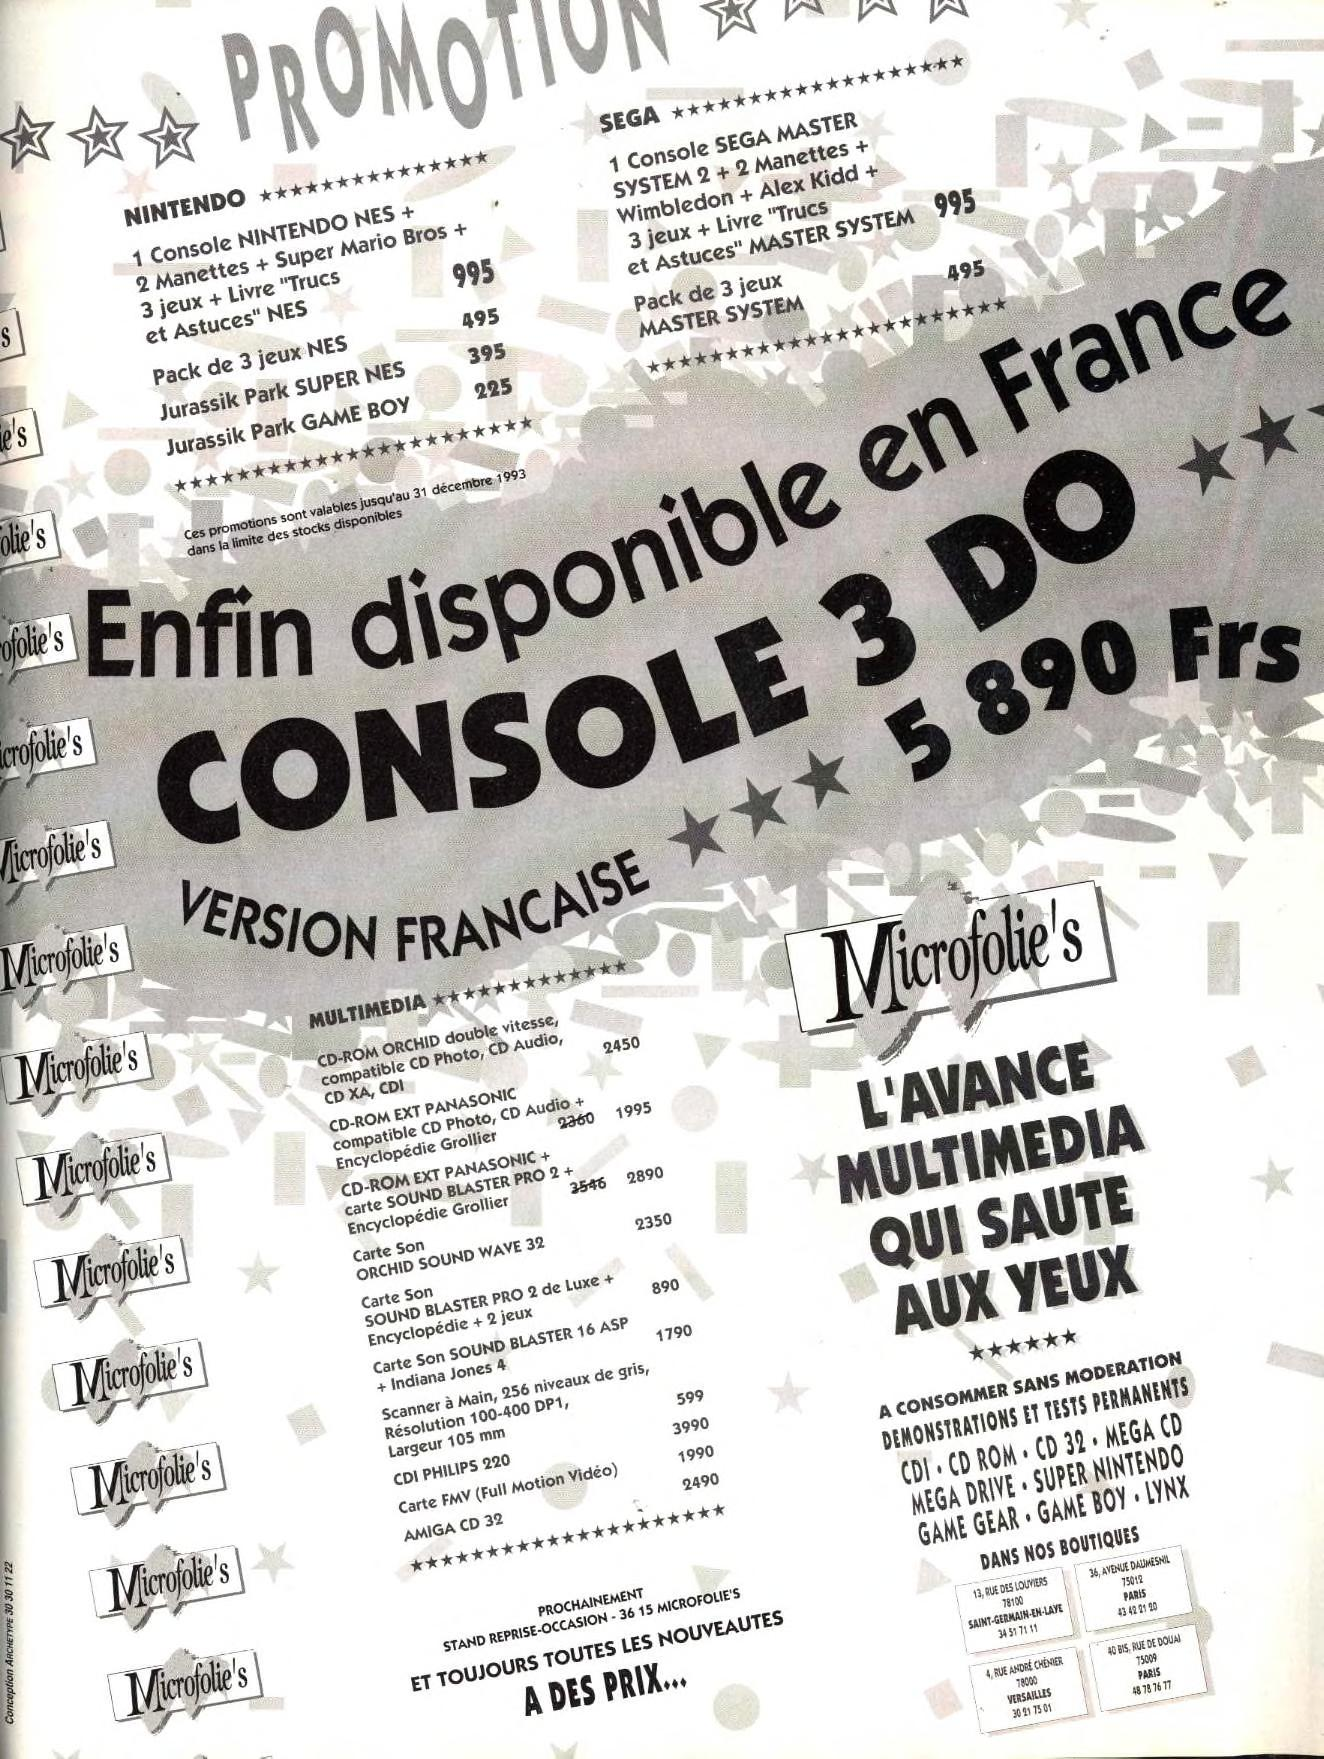 PROMOTION
NINTENDO
1 Console NINTENDO NES +
2 Manettes + Super Mario Bros +
3 jeux + Livre "Trucs
et Astuces" NES 995
Pack de 3 jeux NES 495
Jurassik Park SUPER NES 395
Jurassik Park GAME BOY 225
Ces promotions sont valables jusqu'au 31 décembre 1993
dans la limite des stocks disponibles
SEGA
1 Console SEGA MASTER
SYSTEM 2 + 2 Manettes +
Wimbledon + Alex Kidd +
3 jeux + Livre "Trucs
et Astuces" MASTER SYSTEM 995
Pack de 3 jeux
MASTER SYSTEM 495
Enfin disponible en France
CONSOLE 3 DO
5 890 Frs
VERSION FRANCAISE
MULTIMEDIA
CD-ROM ORCHID double vitesse,
compatible CD Photo, CD Audio,
CD XA, CDI 2450
CD-ROM EXT PANASONIC
compatible CD Photo, CD Audio +
Encyclopédie Grollier 2360 1995
CD-ROM EXT PANASONIC +
carte SOUND BLASTER PRO 2 +
Encyclopédie Grollier 3546 2890
Carte Son
ORCHID SOUND WAVE 32 2350
Carte Son
SOUND BLASTER PRO 2 de Luxe +
Encyclopédie + 2 jeux 890
Carte Son SOUND BLASTER 16 ASP
+ Indiana Jones 4 1790
Scanner à Main, 256 niveaux de gris,
Résolution 100-400 DP1,
Largeur 105 mm 599
CDI PHILIPS 220 3990
Carte FMV (Full Motion Vidéo) 1990
AMIGA CD 32 2490
PROCHAINEMENT
STAND REPRISE-OCCASION - 36 15 MICROFOLIE'S
ET TOUJOURS TOUTES LES NOUVEAUTES
A DES PRIX...
Microfolie's
L'AVANCE
MULTIMEDIA
QUI SAUTE
AUX YEUX
A CONSOMMER SANS MODERATION
DEMONSTRATIONS ET TESTS PERMANENTS
CDI • CD ROM • CD 32 • MEGA CD
MEGA DRIVE • SUPER NINTENDO
GAME GEAR • GAME BOY • LYNX
DANS NOS BOUTIQUES
13, RUE DES LOUVIERS
78100
SAINT-GERMAIN-EN-LAYE
34 51 71 11
36, AVENUE DAUMESNIL
75012
PARIS
43 42 21 20
4, RUE ANDRÉ CHÉNIER
78000
VERSAILLES
30 21 75 01
40 BIS, RUE DE DOUAI
75009
PARIS
48 78 76 77
s
ie's
olie's
ofolie's
crofolie's
Microfolie's
Microfolie's
Microfolie's
Microfolie's
Microfolie's
Microfolie's
Microfolie's
Microfolie's
Microfolie's
Conception ARCHETYPE 30 30 11 22